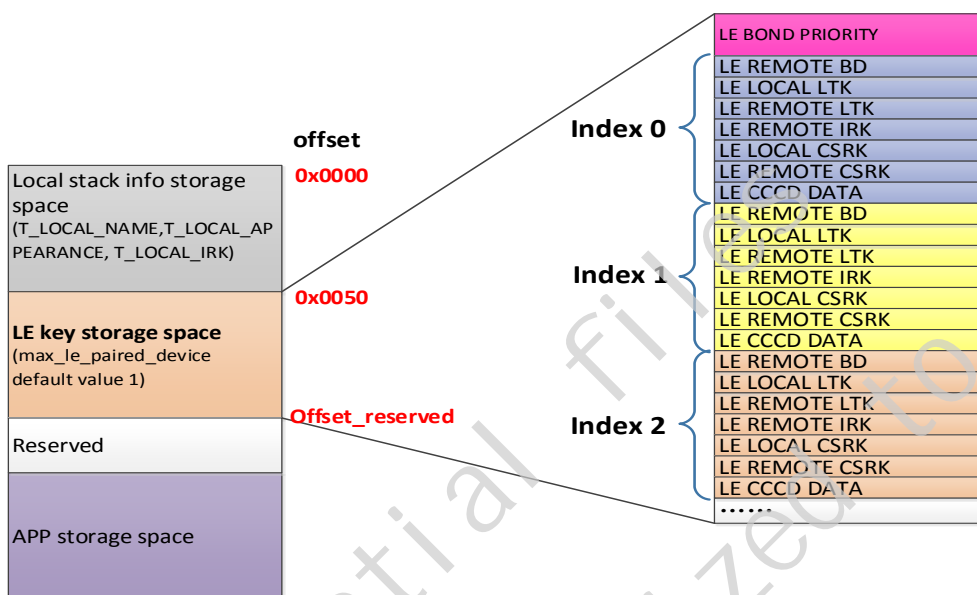 offset
0x0000
Local stack info storage
space
(T_LOCAL_NAME,T_LOCAL_AP
PEARANCE, T_LOCAL_IRK)
0x0050
LE key storage space
(max_le_paired_device
default value 1)
Offset_reserved
Reserved
APP storage space
LE BOND PRIORITY
Index 0
LE REMOTE BD
LE LOCAL LTK
LE REMOTE LTK
LE REMOTE IRK
LE LOCAL CSRK
LE REMOTE CSRK
LE CCCD DATA
Index 1
LE REMOTE BD
LE LOCAL LTK
LE REMOTE LTK
LE REMOTE IRK
LE LOCAL CSRK
LE REMOTE CSRK
LE CCCD DATA
Index 2
LE REMOTE BD
LE LOCAL LTK
LE REMOTE LTK
LE REMOTE IRK
LE LOCAL CSRK
LE REMOTE CSRK
LE CCCD DATA
......
ntial files
ized to